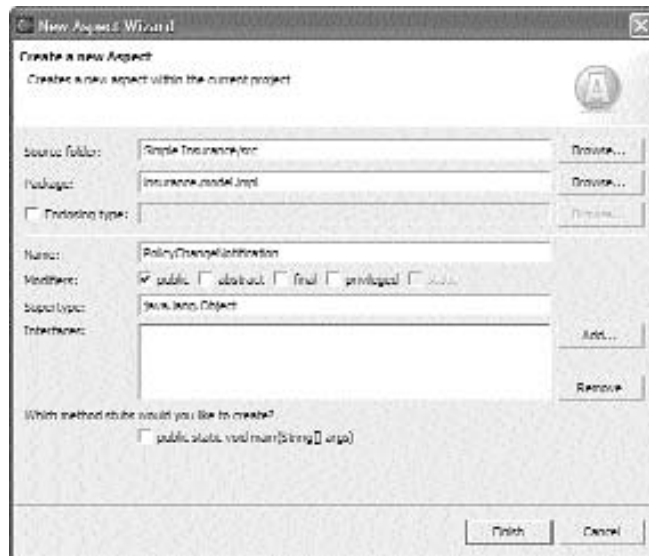 New Aspect Wizard
Create a new Aspect
Creates a new aspect within the current project
A
Source folder: Simple Insurance/src Browse...
Package: insurance.model.impl Browse...
Enclosing type: Browse...
Name: PolicyChangeNotification
Modifiers: public abstract final privileged static
Supertype: java.lang.Object
Interfaces: Add...
Remove
Which method stubs would you like to create?
public static void main(String[] args)
Finish Cancel